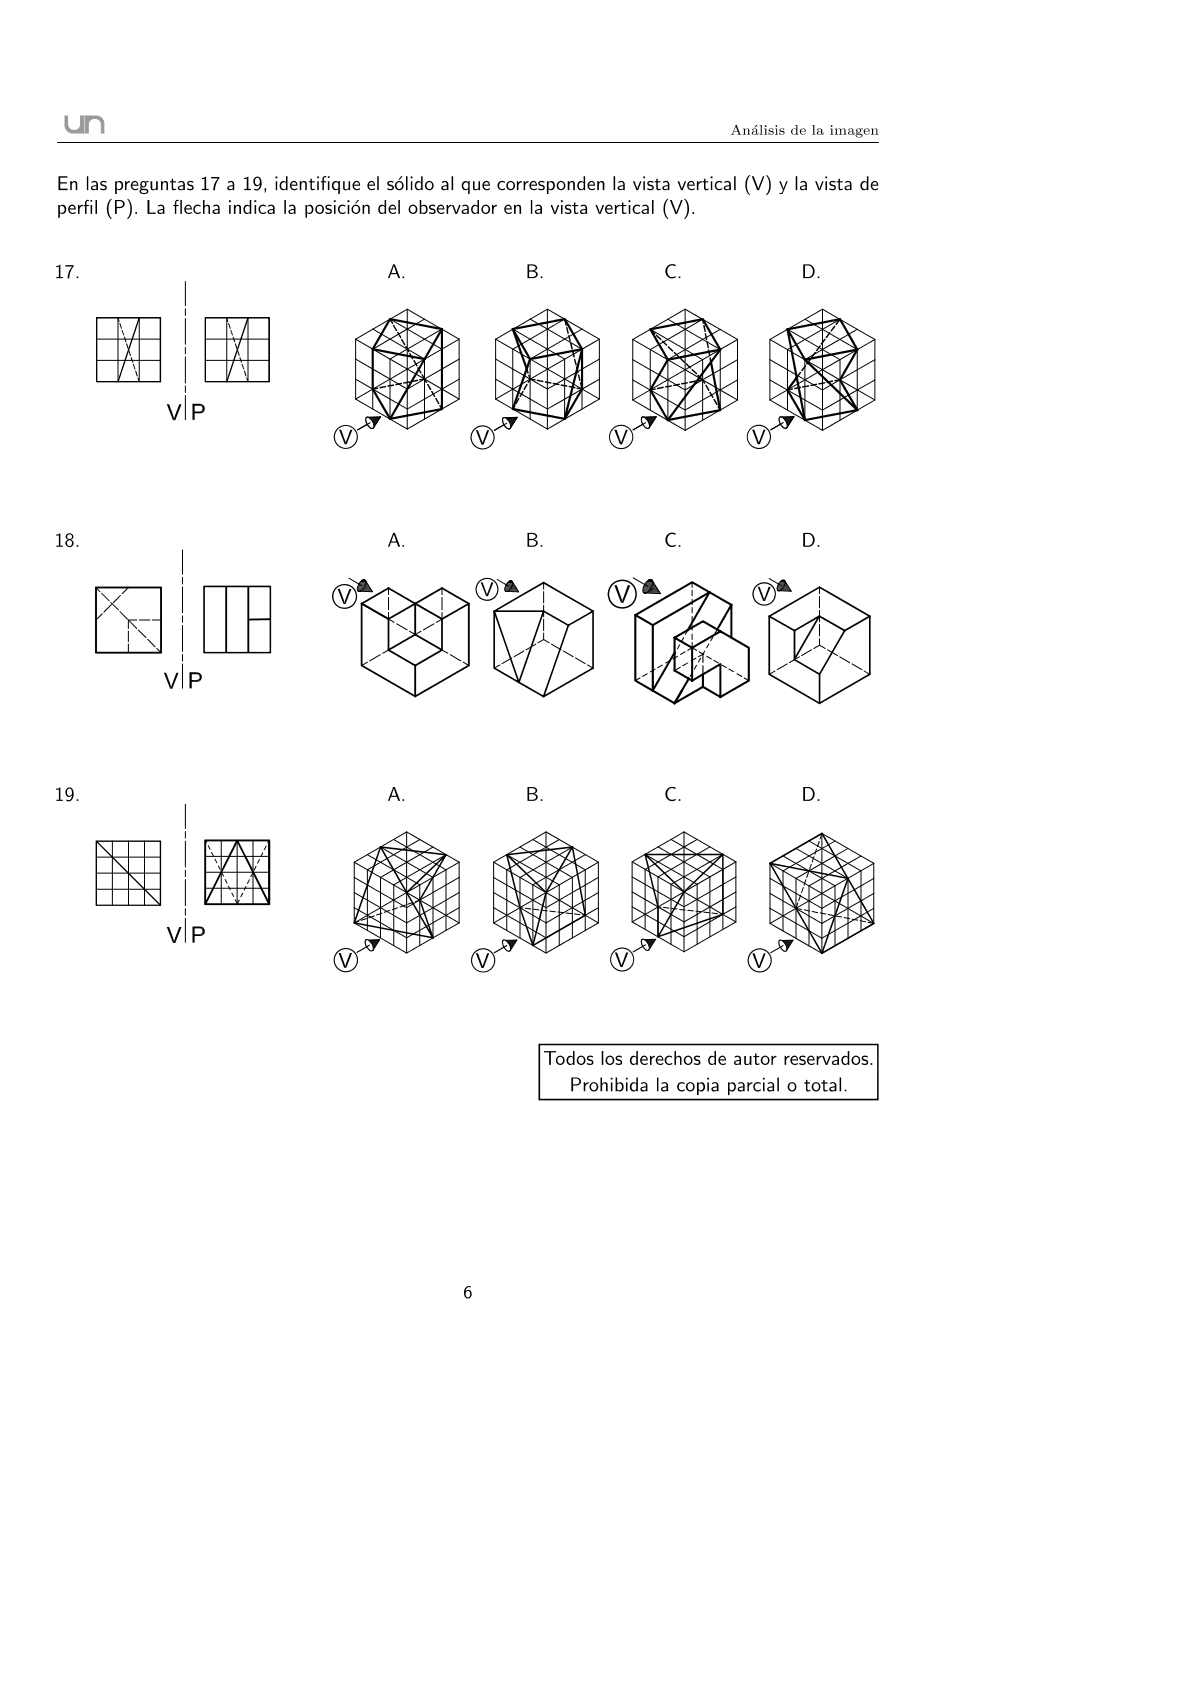 un
Análisis de la imagen
En las preguntas 17 a 19, identifique el sólido al que corresponden la vista vertical (V) y la vista de
perfil (P). La flecha indica la posición del observador en la vista vertical (V).
17. A. B. C. D.
V P
V V V V
18. A. B. C. D.
V V V V
V P
19. A. B. C. D.
V P
V V V V
Todos los derechos de autor reservados.
Prohibida la copia parcial o total.
6